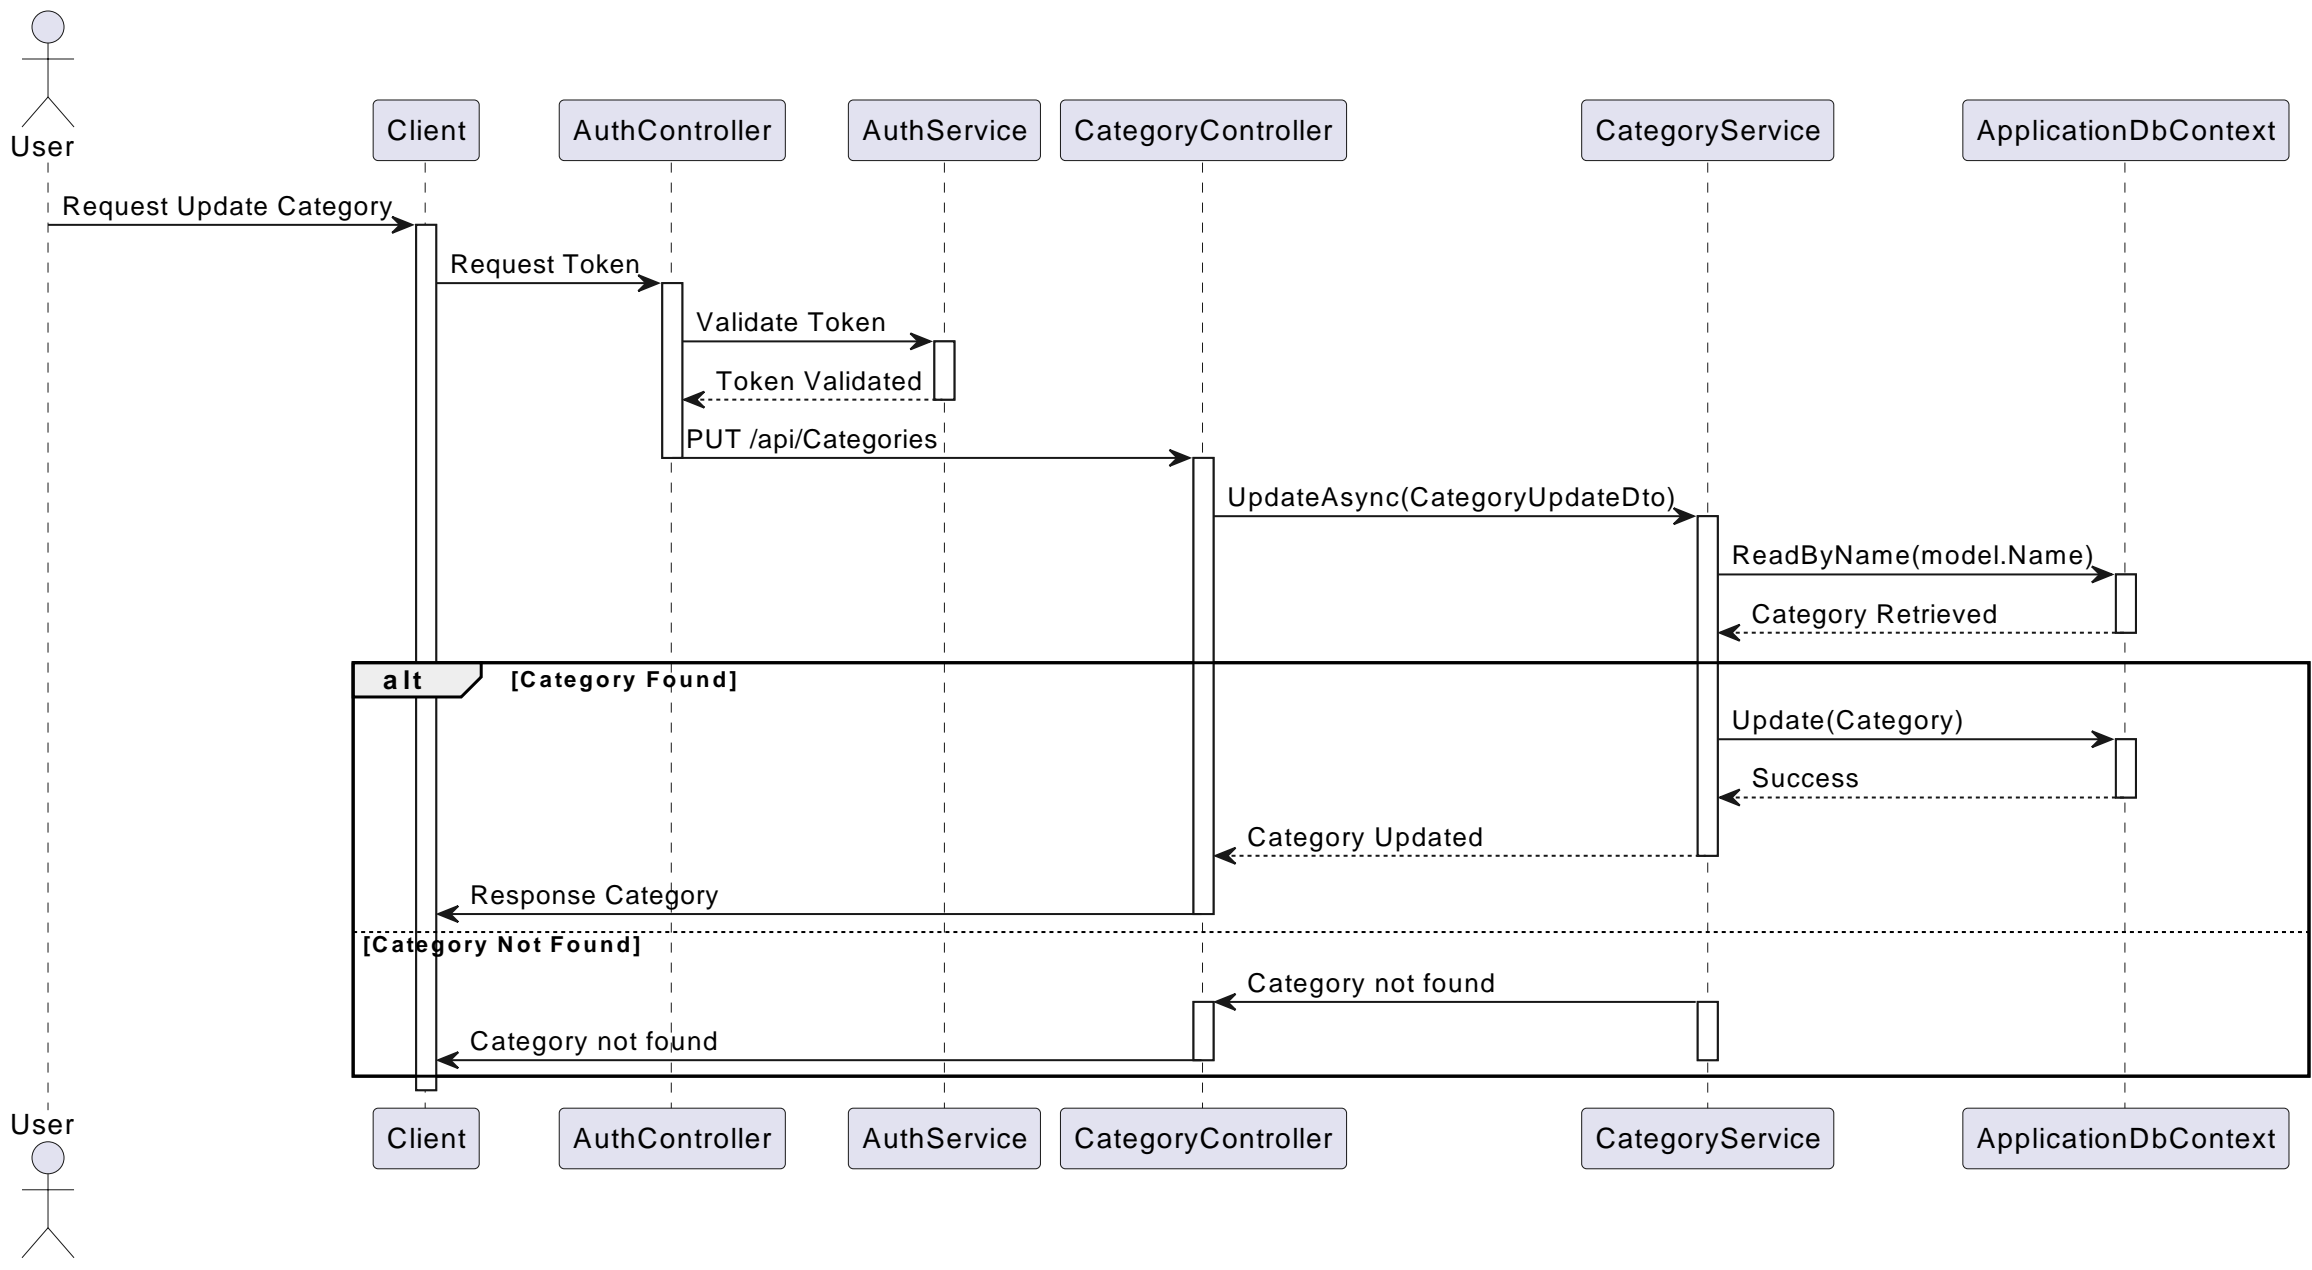 User
Client
AuthController
AuthService
CategoryController
CategoryService
ApplicationDbContext
Request Update Category
Request Token
Validate Token
Token Validated
PUT /api/Categories
UpdateAsync(CategoryUpdateDto)
ReadByName(model.Name)
Category Retrieved
alt
[Category Found]
Update(Category)
Success
Category Updated
Response Category
[Category Not Found]
Category not found
Category not found
User
Client
AuthController
AuthService
CategoryController
CategoryService
ApplicationDbContext